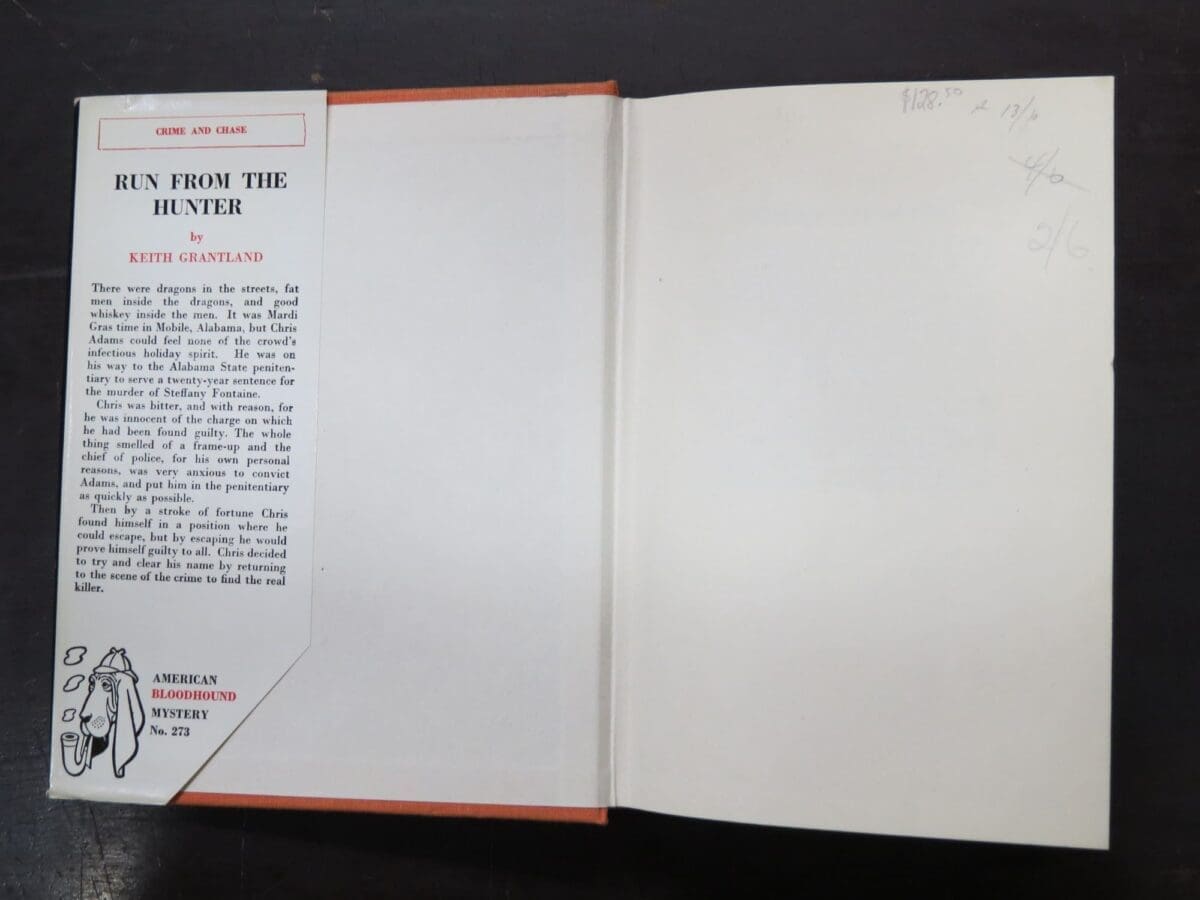 CRIME AND CHASE
RUN FROM THE
HUNTER
by
KEITH GRANTLAND
There were dragons in the streets, fat
men inside the dragons, and good
whiskey inside the men. It was Mardi
Gras time in Mobile, Alabama, but Chris
Adams could feel none of the crowd's
infectious holiday spirit. He was on
his way to the Alabama State peniten-
tiary to serve a twenty-year sentence for
the murder of Steffany Fontaine.
Chris was bitter, and with reason, for
he was innocent of the charge on which
he had been found guilty. The whole
thing smelled of a frame-up and the
chief of police, for his own personal
reasons, was very anxious to convict
Adams, and put him in the penitentiary
as quickly as possible.
Then by a stroke of fortune Chris
found himself in a position where he
could escape, but by escaping he would
prove himself guilty to all. Chris decided
to try and clear his name by returning
to the scene of the crime to find the real
killer.
AMERICAN
BLOODHOUND
MYSTERY
No. 273
$128.50 13/6
4/6
2/6